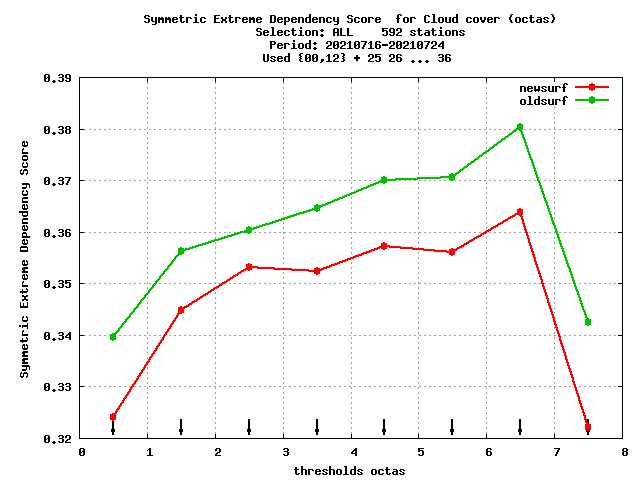 Symmetric Extreme Dependency Score  for Cloud cover (octas)
Selection: ALL    592 stations
Period: 20210716-20210724
Used {00,12} + 25 26 ... 36
newsurf
oldsurf
0.39
0.38
0.37
0.36
0.35
0.34
0.33
0.32
Symmetric Extreme Dependency Score
0 1 2 3 4 5 6 7 8
thresholds octas